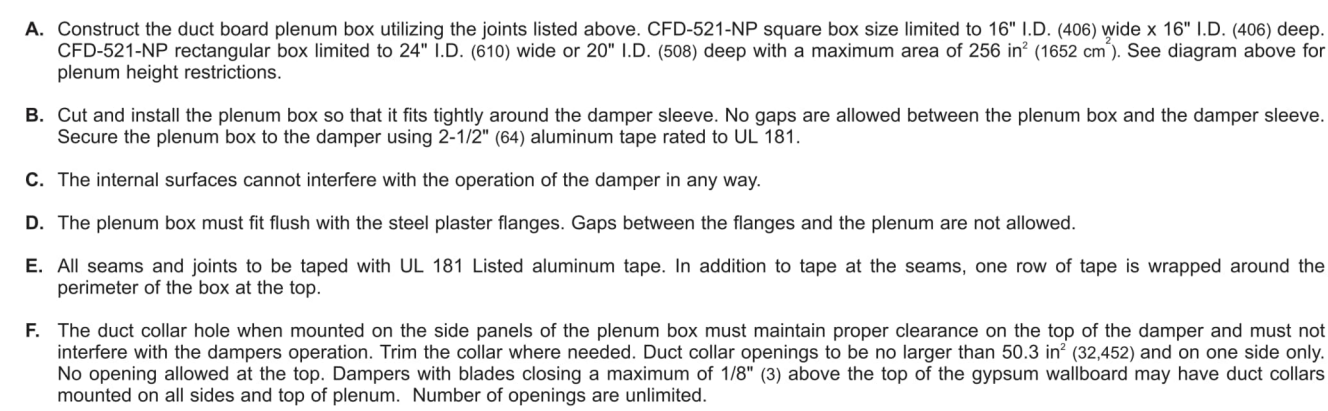 A. Construct the duct board plenum box utilizing the joints listed above. CFD-521-NP square box size limited to 16" I.D. (406) wide x 16" I.D. (406) deep.
CFD-521-NP rectangular box limited to 24" I.D. (610) wide or 20" I.D. (508) deep with a maximum area of 256 in² (1652 cm²). See diagram above for
plenum height restrictions.
B. Cut and install the plenum box so that it fits tightly around the damper sleeve. No gaps are allowed between the plenum box and the damper sleeve.
Secure the plenum box to the damper using 2-1/2" (64) aluminum tape rated to UL 181.
C. The internal surfaces cannot interfere with the operation of the damper in any way.
D. The plenum box must fit flush with the steel plaster flanges. Gaps between the flanges and the plenum are not allowed.
E. All seams and joints to be taped with UL 181 Listed aluminum tape. In addition to tape at the seams, one row of tape is wrapped around the
perimeter of the box at the top.
F. The duct collar hole when mounted on the side panels of the plenum box must maintain proper clearance on the top of the damper and must not
interfere with the dampers operation. Trim the collar where needed. Duct collar openings to be no larger than 50.3 in² (32,452) and on one side only.
No opening allowed at the top. Dampers with blades closing a maximum of 1/8" (3) above the top of the gypsum wallboard may have duct collars
mounted on all sides and top of plenum. Number of openings are unlimited.